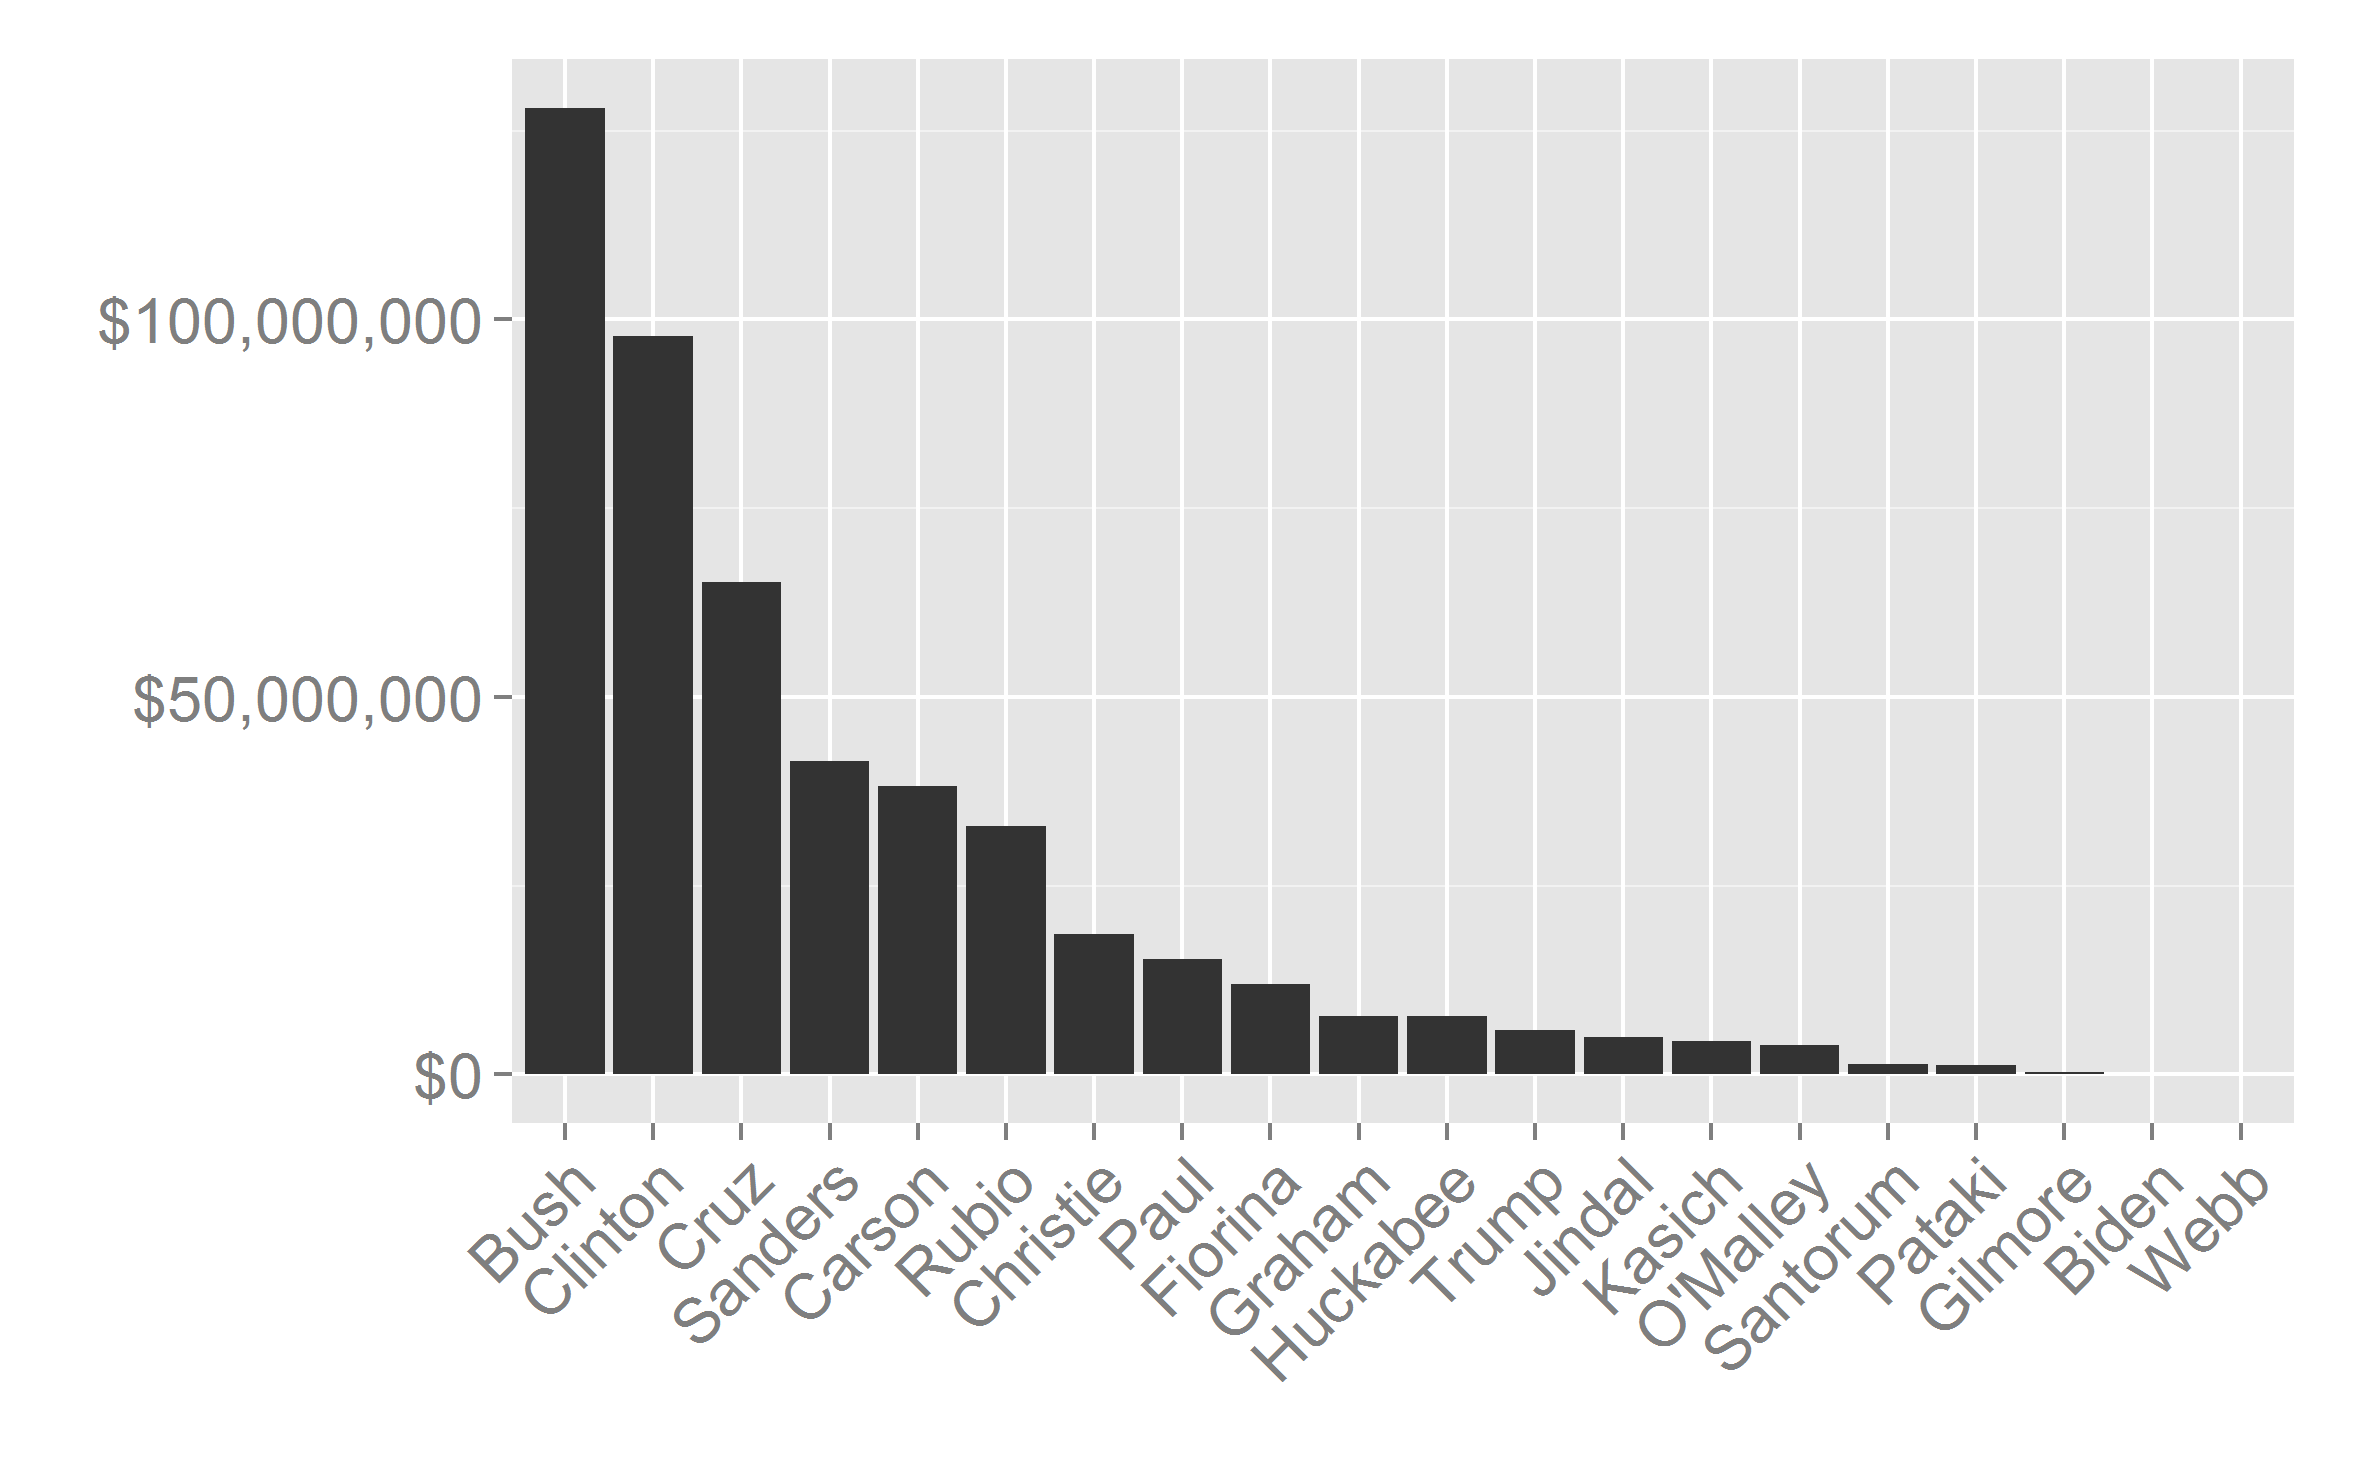 $100,000,000
$50,000,000
$0
Bush
Clinton
Cruz
Sanders
Carson
Rubio
Christie
Paul
Fiorina
Graham
Huckabee
Trump
Jindal
Kasich
O'Malley
Santorum
Pataki
Gilmore
Biden
Webb